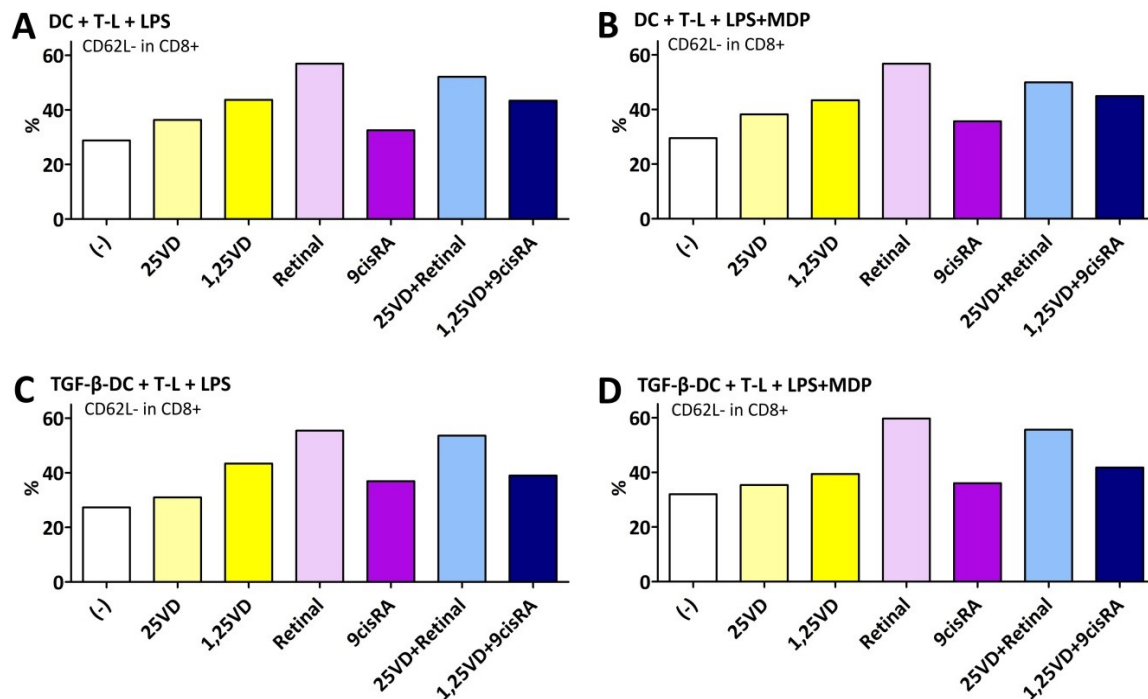 A
DC + T-L + LPS
CD62L- in CD8+
%
60
40
20
0
(-)
25VD
1,25VD
Retinal
9cisRA
25VD+Retinal
1,25VD+9cisRA
B
DC + T-L + LPS+MDP
CD62L- in CD8+
%
60
40
20
0
(-)
25VD
1,25VD
Retinal
9cisRA
25VD+Retinal
1,25VD+9cisRA
C
TGF-β-DC + T-L + LPS
CD62L- in CD8+
%
60
40
20
0
(-)
25VD
1,25VD
Retinal
9cisRA
25VD+Retinal
1,25VD+9cisRA
D
TGF-β-DC + T-L + LPS+MDP
CD62L- in CD8+
%
60
40
20
0
(-)
25VD
1,25VD
Retinal
9cisRA
25VD+Retinal
1,25VD+9cisRA